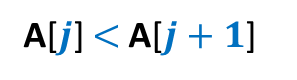 A[j] < A[j + 1]